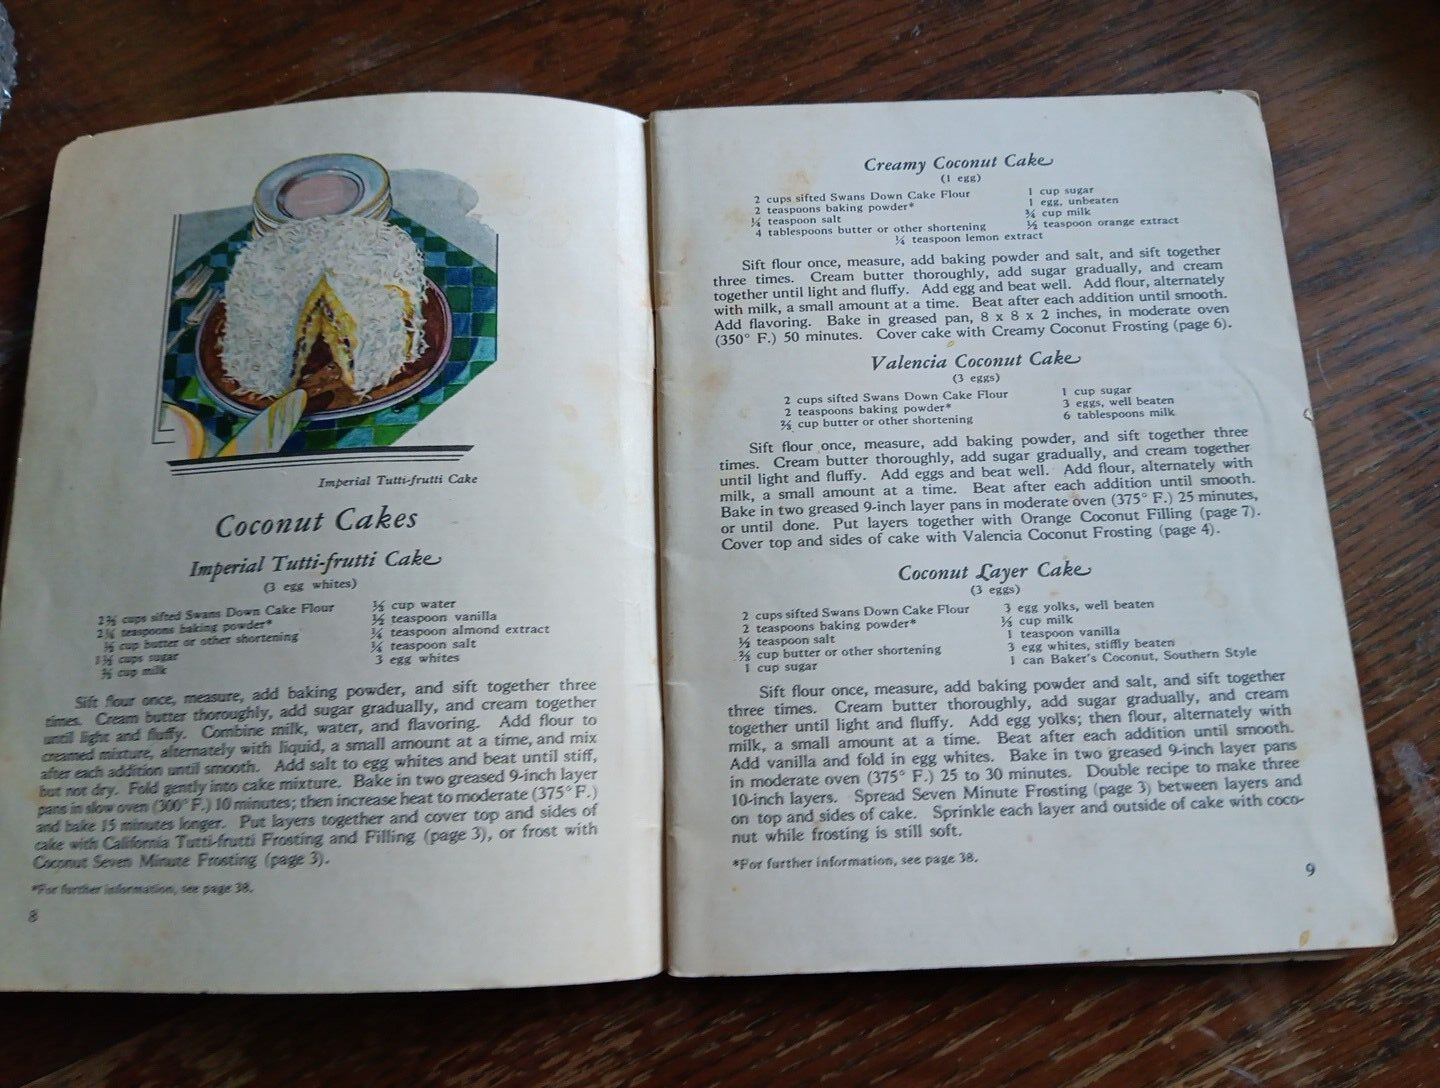 Imperial Tutti-frutti Cake
Coconut Cakes
Imperial Tutti-frutti Cake
(3 egg whites)
2⅔ cups sifted Swans Down Cake Flour
2¼ teaspoons baking powder*
cup butter or other shortening
cups sugar
cup milk
cup water
½ teaspoon vanilla
¼ teaspoon almond extract
¼ teaspoon salt
3 egg whites
Sift flour once, measure, add baking powder, and sift together three
times. Cream butter thoroughly, add sugar gradually, and cream together
until light and fluffy. Combine milk, water, and flavoring. Add flour to
creamed mixture, alternately with liquid, a small amount at a time, and mix
after each addition until smooth. Add salt to egg whites and beat until stiff,
but not dry. Fold gently into cake mixture. Bake in two greased 9-inch layer
pans in slow oven (300° F.) 10 minutes; then increase heat to moderate (375° F.)
and bake 15 minutes longer. Put layers together and cover top and sides of
cake with California Tutti-frutti Frosting and Filling (page 3), or frost with
Coconut Seven Minute Frosting (page 3).
*For further information, see page 38.
8
Creamy Coconut Cake
(1 egg)
2 cups sifted Swans Down Cake Flour
2 teaspoons baking powder*
¼ teaspoon salt
4 tablespoons butter or other shortening
1 cup sugar
1 egg, unbeaten
¾ cup milk
½ teaspoon orange extract
¼ teaspoon lemon extract
Sift flour once, measure, add baking powder and salt, and sift together
three times. Cream butter thoroughly, add sugar gradually, and cream
together until light and fluffy. Add egg and beat well. Add flour, alternately
with milk, a small amount at a time. Beat after each addition until smooth.
Add flavoring. Bake in greased pan, 8 x 8 x 2 inches, in moderate oven
(350° F.) 50 minutes. Cover cake with Creamy Coconut Frosting (page 6).
Valencia Coconut Cake
(3 eggs)
2 cups sifted Swans Down Cake Flour
2 teaspoons baking powder*
⅔ cup butter or other shortening
1 cup sugar
3 eggs, well beaten
6 tablespoons milk
Sift flour once, measure, add baking powder, and sift together three
times. Cream butter thoroughly, add sugar gradually, and cream together
until light and fluffy. Add eggs and beat well. Add flour, alternately with
milk, a small amount at a time. Beat after each addition until smooth.
Bake in two greased 9-inch layer pans in moderate oven (375° F.) 25 minutes,
or until done. Put layers together with Orange Coconut Filling (page 7).
Cover top and sides of cake with Valencia Coconut Frosting (page 4).
Coconut Layer Cake
(3 eggs)
2 cups sifted Swans Down Cake Flour
2 teaspoons baking powder*
½ teaspoon salt
⅔ cup butter or other shortening
1 cup sugar
3 egg yolks, well beaten
cup milk
1 teaspoon vanilla
3 egg whites, stiffly beaten
1 can Baker's Coconut, Southern Style
Sift flour once, measure, add baking powder and salt, and sift together
three times. Cream butter thoroughly, add sugar gradually, and cream
together until light and fluffy. Add egg yolks; then flour, alternately with
milk, a small amount at a time. Beat after each addition until smooth.
Add vanilla and fold in egg whites. Bake in two greased 9-inch layer pans
in moderate oven (375° F.) 25 to 30 minutes. Double recipe to make three
10-inch layers. Spread Seven Minute Frosting (page 3) between layers and
on top and sides of cake. Sprinkle each layer and outside of cake with coco-
nut while frosting is still soft.
*For further information, see page 38.
9